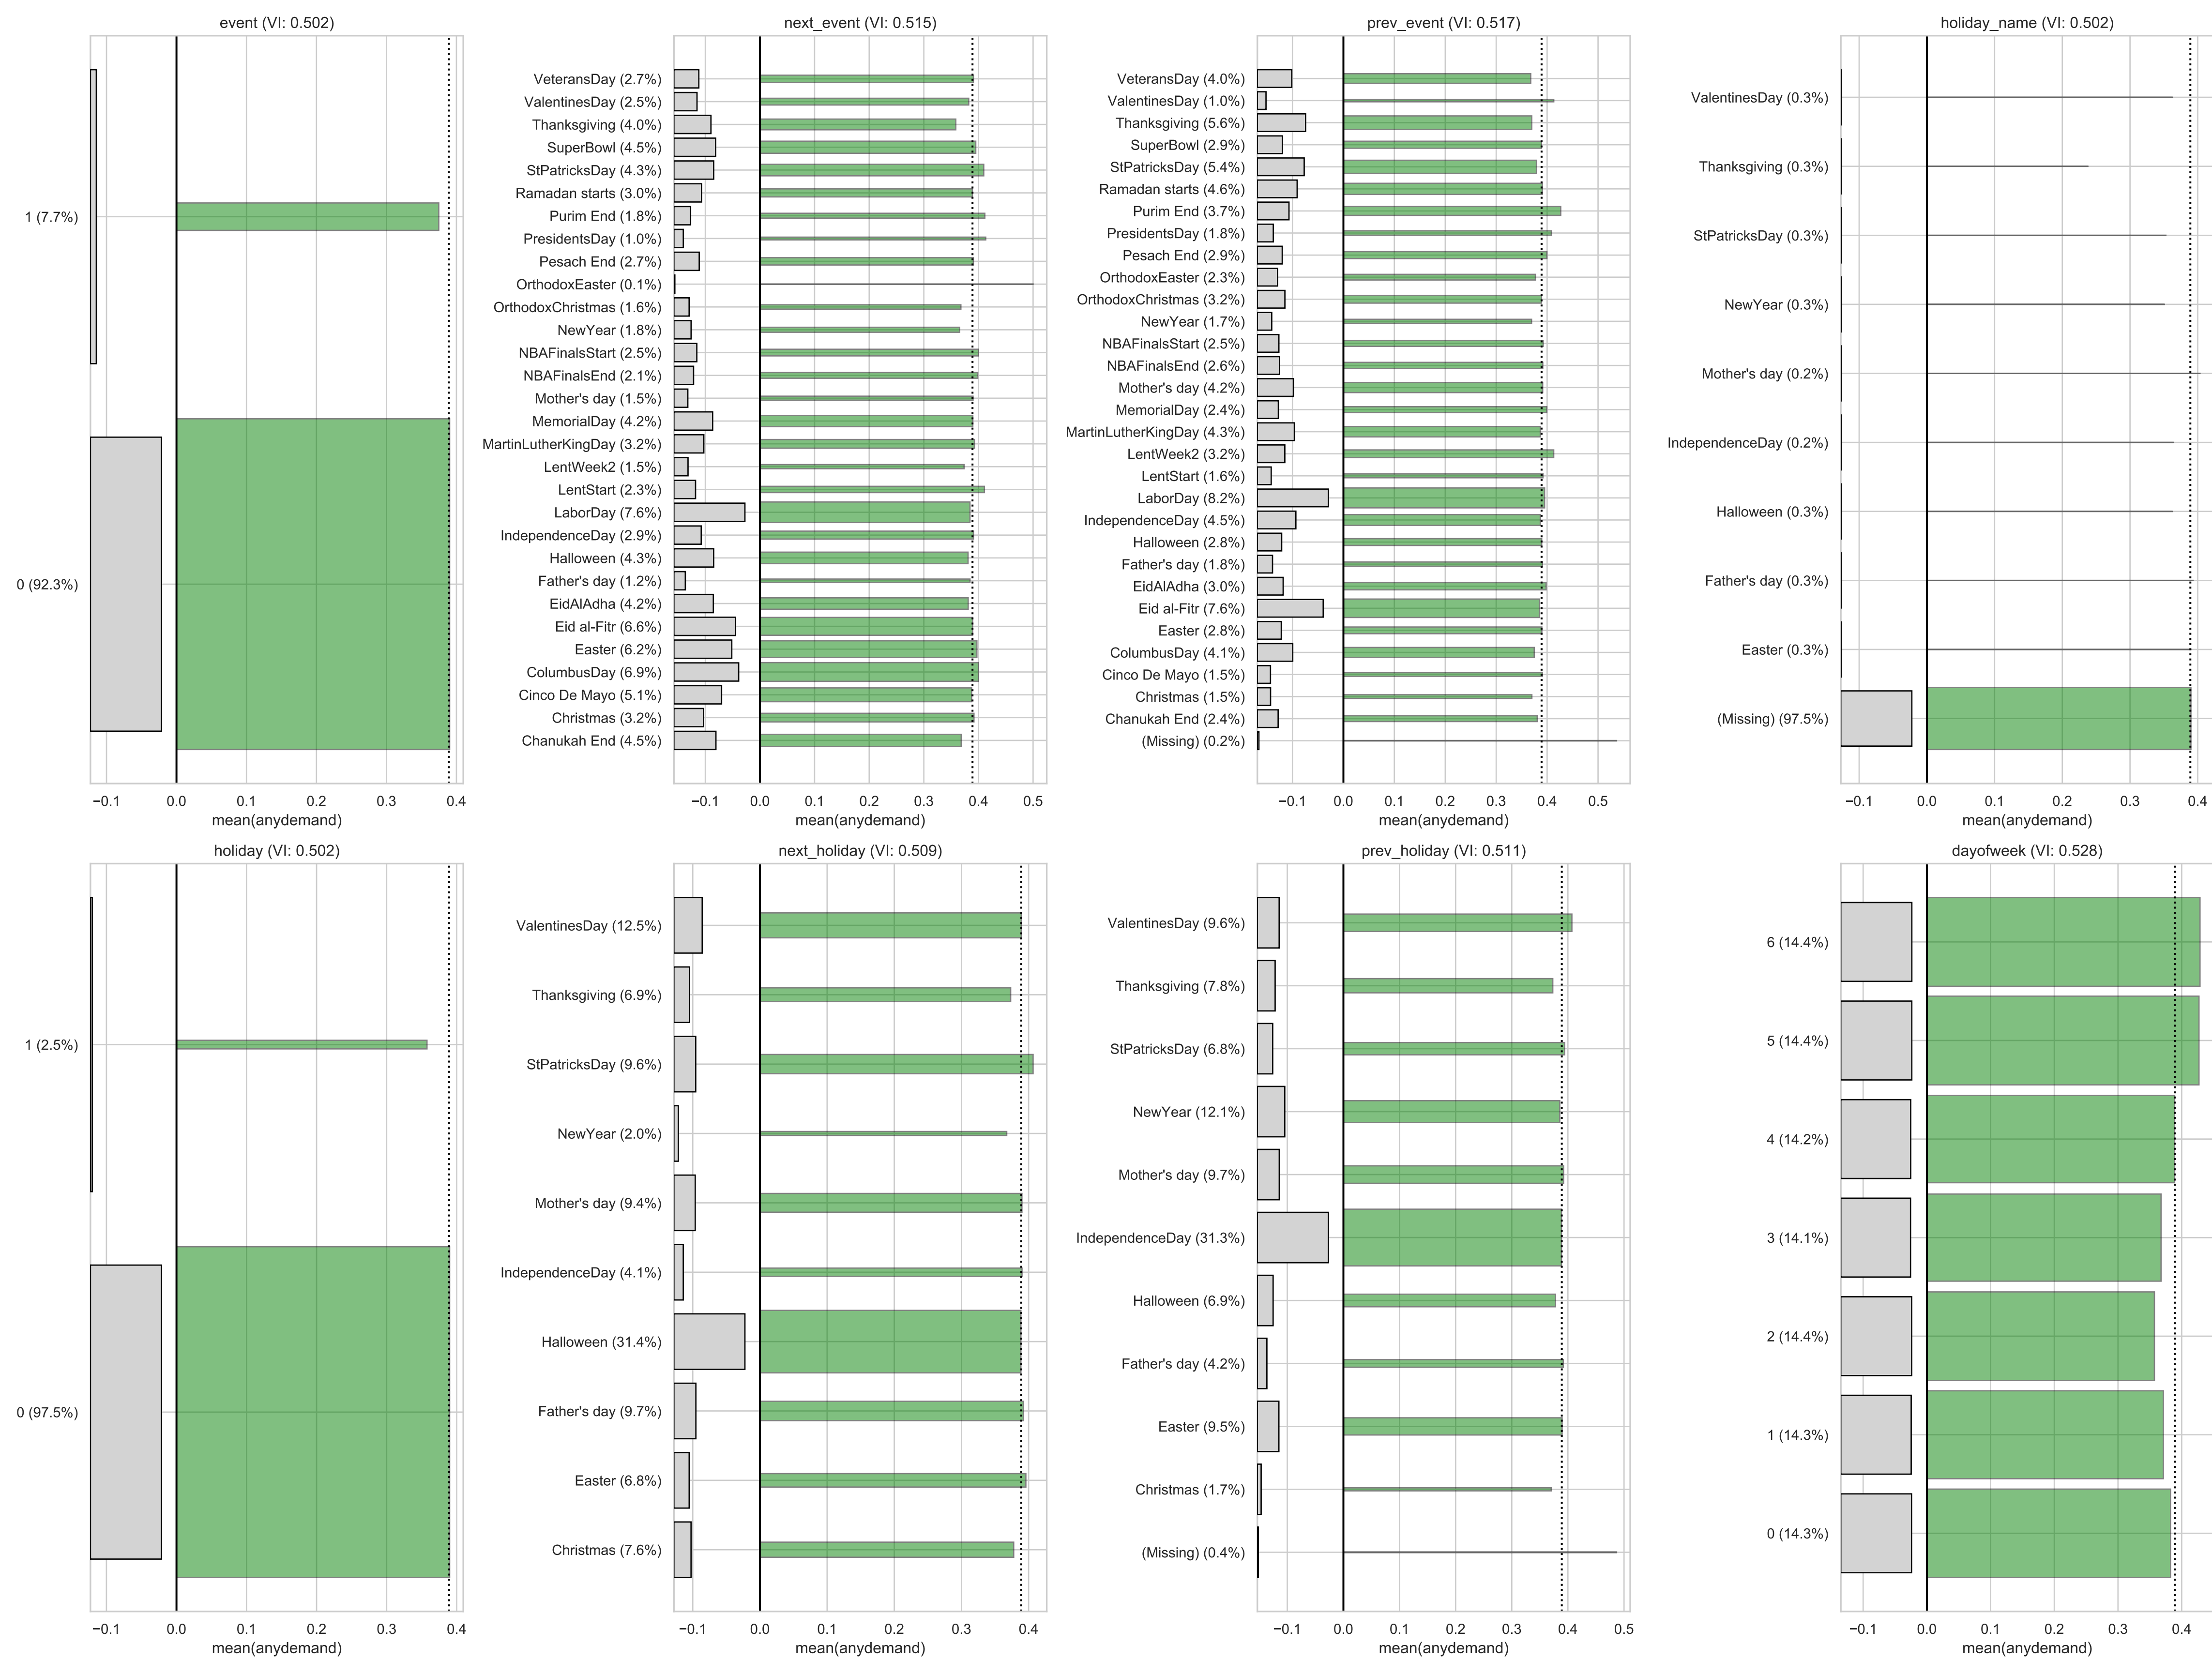 event (VI: 0.502)
1 (7.7%)
0 (92.3%)
−0.1 0.0 0.1 0.2 0.3 0.4
mean(anydemand)
next_event (VI: 0.515)
VeteransDay (2.7%)
ValentinesDay (2.5%)
Thanksgiving (4.0%)
SuperBowl (4.5%)
StPatricksDay (4.3%)
Ramadan starts (3.0%)
Purim End (1.8%)
PresidentsDay (1.0%)
Pesach End (2.7%)
OrthodoxEaster (0.1%)
OrthodoxChristmas (1.6%)
NewYear (1.8%)
NBAFinalsStart (2.5%)
NBAFinalsEnd (2.1%)
Mother's day (1.5%)
MemorialDay (4.2%)
MartinLutherKingDay (3.2%)
LentWeek2 (1.5%)
LentStart (2.3%)
LaborDay (7.6%)
IndependenceDay (2.9%)
Halloween (4.3%)
Father's day (1.2%)
EidAlAdha (4.2%)
Eid al-Fitr (6.6%)
Easter (6.2%)
ColumbusDay (6.9%)
Cinco De Mayo (5.1%)
Christmas (3.2%)
Chanukah End (4.5%)
−0.1 0.0 0.1 0.2 0.3 0.4 0.5
mean(anydemand)
prev_event (VI: 0.517)
VeteransDay (4.0%)
ValentinesDay (1.0%)
Thanksgiving (5.6%)
SuperBowl (2.9%)
StPatricksDay (5.4%)
Ramadan starts (4.6%)
Purim End (3.7%)
PresidentsDay (1.8%)
Pesach End (2.9%)
OrthodoxEaster (2.3%)
OrthodoxChristmas (3.2%)
NewYear (1.7%)
NBAFinalsStart (2.5%)
NBAFinalsEnd (2.6%)
Mother's day (4.2%)
MemorialDay (2.4%)
MartinLutherKingDay (4.3%)
LentWeek2 (3.2%)
LentStart (1.6%)
LaborDay (8.2%)
IndependenceDay (4.5%)
Halloween (2.8%)
Father's day (1.8%)
EidAlAdha (3.0%)
Eid al-Fitr (7.6%)
Easter (2.8%)
ColumbusDay (4.1%)
Cinco De Mayo (1.5%)
Christmas (1.5%)
Chanukah End (2.4%)
(Missing) (0.2%)
−0.1 0.0 0.1 0.2 0.3 0.4 0.5
mean(anydemand)
holiday_name (VI: 0.502)
ValentinesDay (0.3%)
Thanksgiving (0.3%)
StPatricksDay (0.3%)
NewYear (0.3%)
Mother's day (0.2%)
IndependenceDay (0.2%)
Halloween (0.3%)
Father's day (0.3%)
Easter (0.3%)
(Missing) (97.5%)
−0.1 0.0 0.1 0.2 0.3 0.4
mean(anydemand)
holiday (VI: 0.502)
1 (2.5%)
0 (97.5%)
−0.1 0.0 0.1 0.2 0.3 0.4
mean(anydemand)
next_holiday (VI: 0.509)
ValentinesDay (12.5%)
Thanksgiving (6.9%)
StPatricksDay (9.6%)
NewYear (2.0%)
Mother's day (9.4%)
IndependenceDay (4.1%)
Halloween (31.4%)
Father's day (9.7%)
Easter (6.8%)
Christmas (7.6%)
−0.1 0.0 0.1 0.2 0.3 0.4
mean(anydemand)
prev_holiday (VI: 0.511)
ValentinesDay (9.6%)
Thanksgiving (7.8%)
StPatricksDay (6.8%)
NewYear (12.1%)
Mother's day (9.7%)
IndependenceDay (31.3%)
Halloween (6.9%)
Father's day (4.2%)
Easter (9.5%)
Christmas (1.7%)
(Missing) (0.4%)
−0.1 0.0 0.1 0.2 0.3 0.4 0.5
mean(anydemand)
dayofweek (VI: 0.528)
6 (14.4%)
5 (14.4%)
4 (14.2%)
3 (14.1%)
2 (14.4%)
1 (14.3%)
0 (14.3%)
−0.1 0.0 0.1 0.2 0.3 0.4
mean(anydemand)